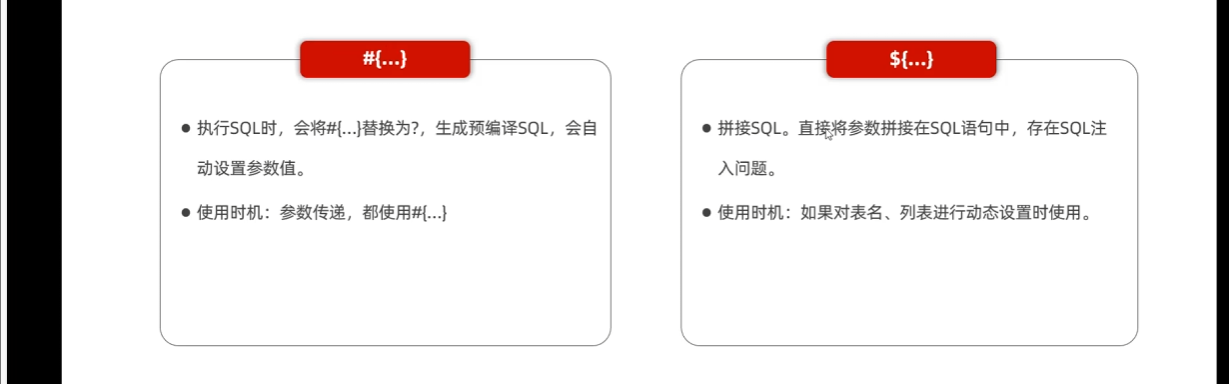 #{...}
● 执行SQL时，会将#{...}替换为?，生成预编译SQL，会自
动设置参数值。
● 使用时机：参数传递，都使用#{...}
${...}
● 拼接SQL。直接将参数拼接在SQL语句中，存在SQL注
入问题。
● 使用时机：如果对表名、列表进行动态设置时使用。